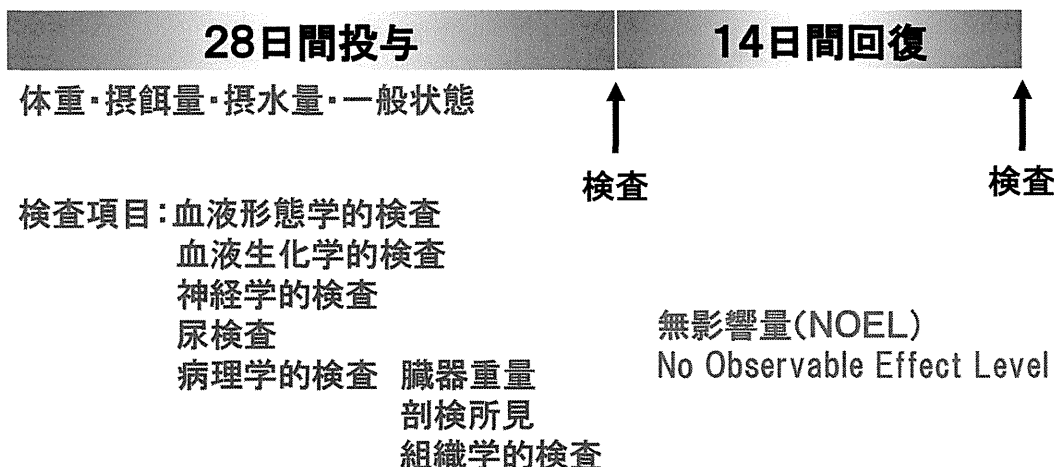 28日間投与 14日間回復
体重・摂餌量・摂水量・一般状態
検査 検査
検査項目：血液形態学的検査
血液生化学的検査
神経学的検査
尿検査
病理学的検査 臓器重量
剖検所見
組織学的検査
無影響量(NOEL)
No Observable Effect Level